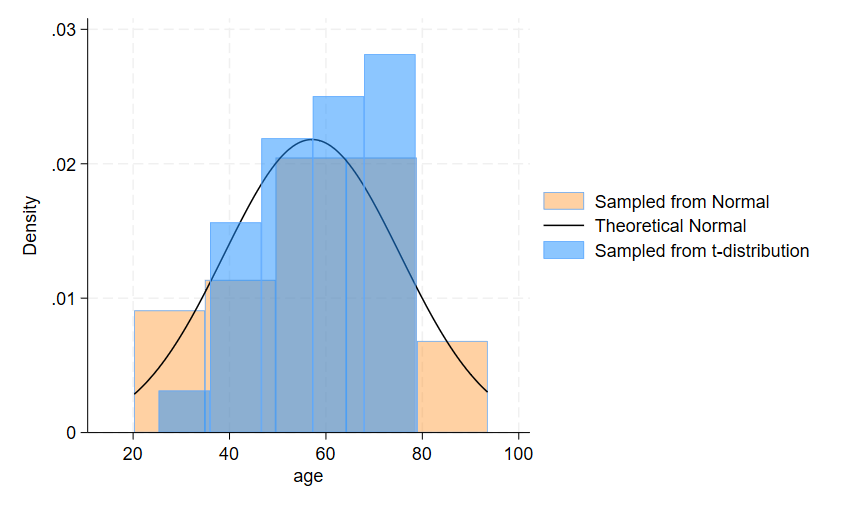 .03
.02
.01
0
Density
20 40 60 80 100
age
Sampled from Normal
Theoretical Normal
Sampled from t-distribution